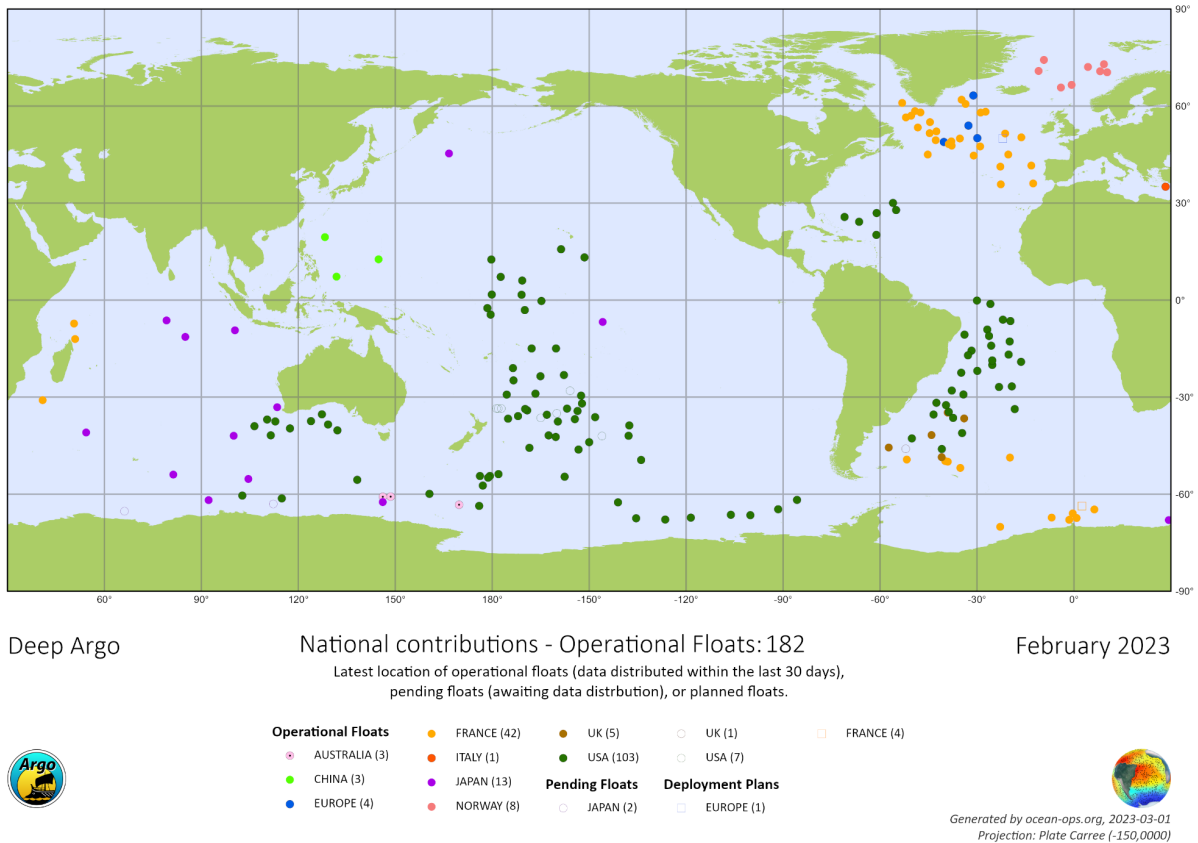 90°
60°
30°
0°
-30°
-60°
-90°
60° 90° 120° 150° 180° -150° -120° -90° -60° -30° 0°
Deep Argo
National contributions - Operational Floats: 182
February 2023
Latest location of operational floats (data distributed within the last 30 days),
pending floats (awaiting data distrbution), or planned floats.
Operational Floats
AUSTRALIA (3)
CHINA (3)
EUROPE (4)
FRANCE (42)
ITALY (1)
JAPAN (13)
NORWAY (8)
UK (5)
USA (103)
Pending Floats
JAPAN (2)
UK (1)
USA (7)
Deployment Plans
EUROPE (1)
FRANCE (4)
Argo
Generated by ocean-ops.org, 2023-03-01
Projection: Plate Carree (-150,0000)